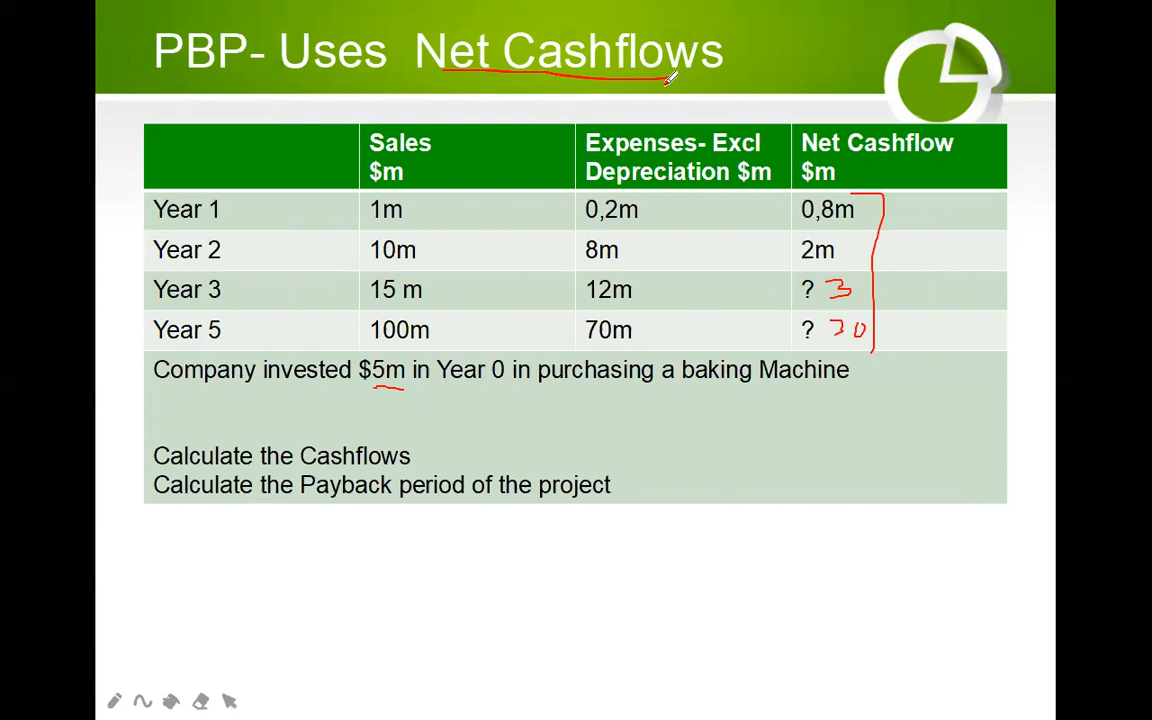 PBP- Uses Net Cashflows
Sales $m
Expenses- Excl Depreciation $m
Net Cashflow $m
Year 1 1m 0,2m 0,8m
Year 2 10m 8m 2m
Year 3 15 m 12m ? 3
Year 5 100m 70m ? 30
Company invested $5m in Year 0 in purchasing a baking Machine
Calculate the Cashflows
Calculate the Payback period of the project